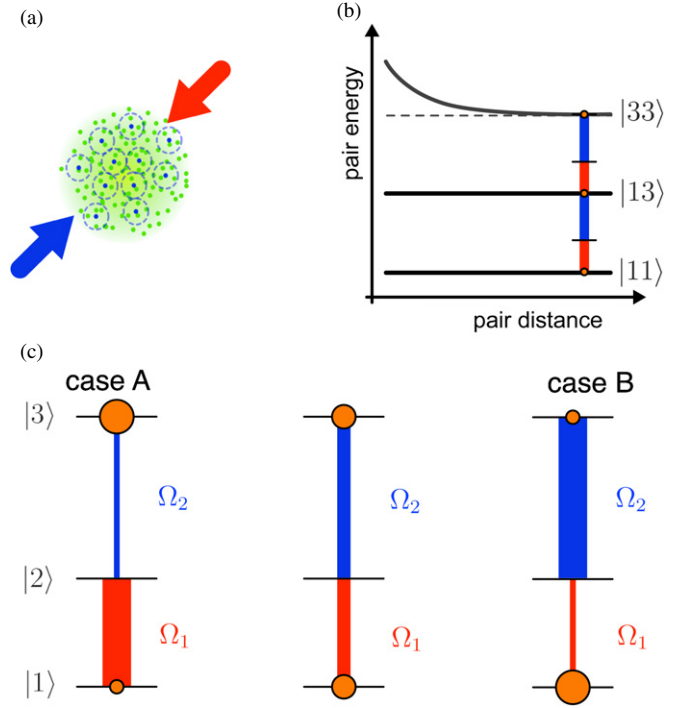 (a)
(b)
pair energy
|33⟩
|13⟩
|11⟩
pair distance
(c)
case A
case B
|3⟩
Ω₂
Ω₂
Ω₂
|2⟩
Ω₁
Ω₁
Ω₁
|1⟩